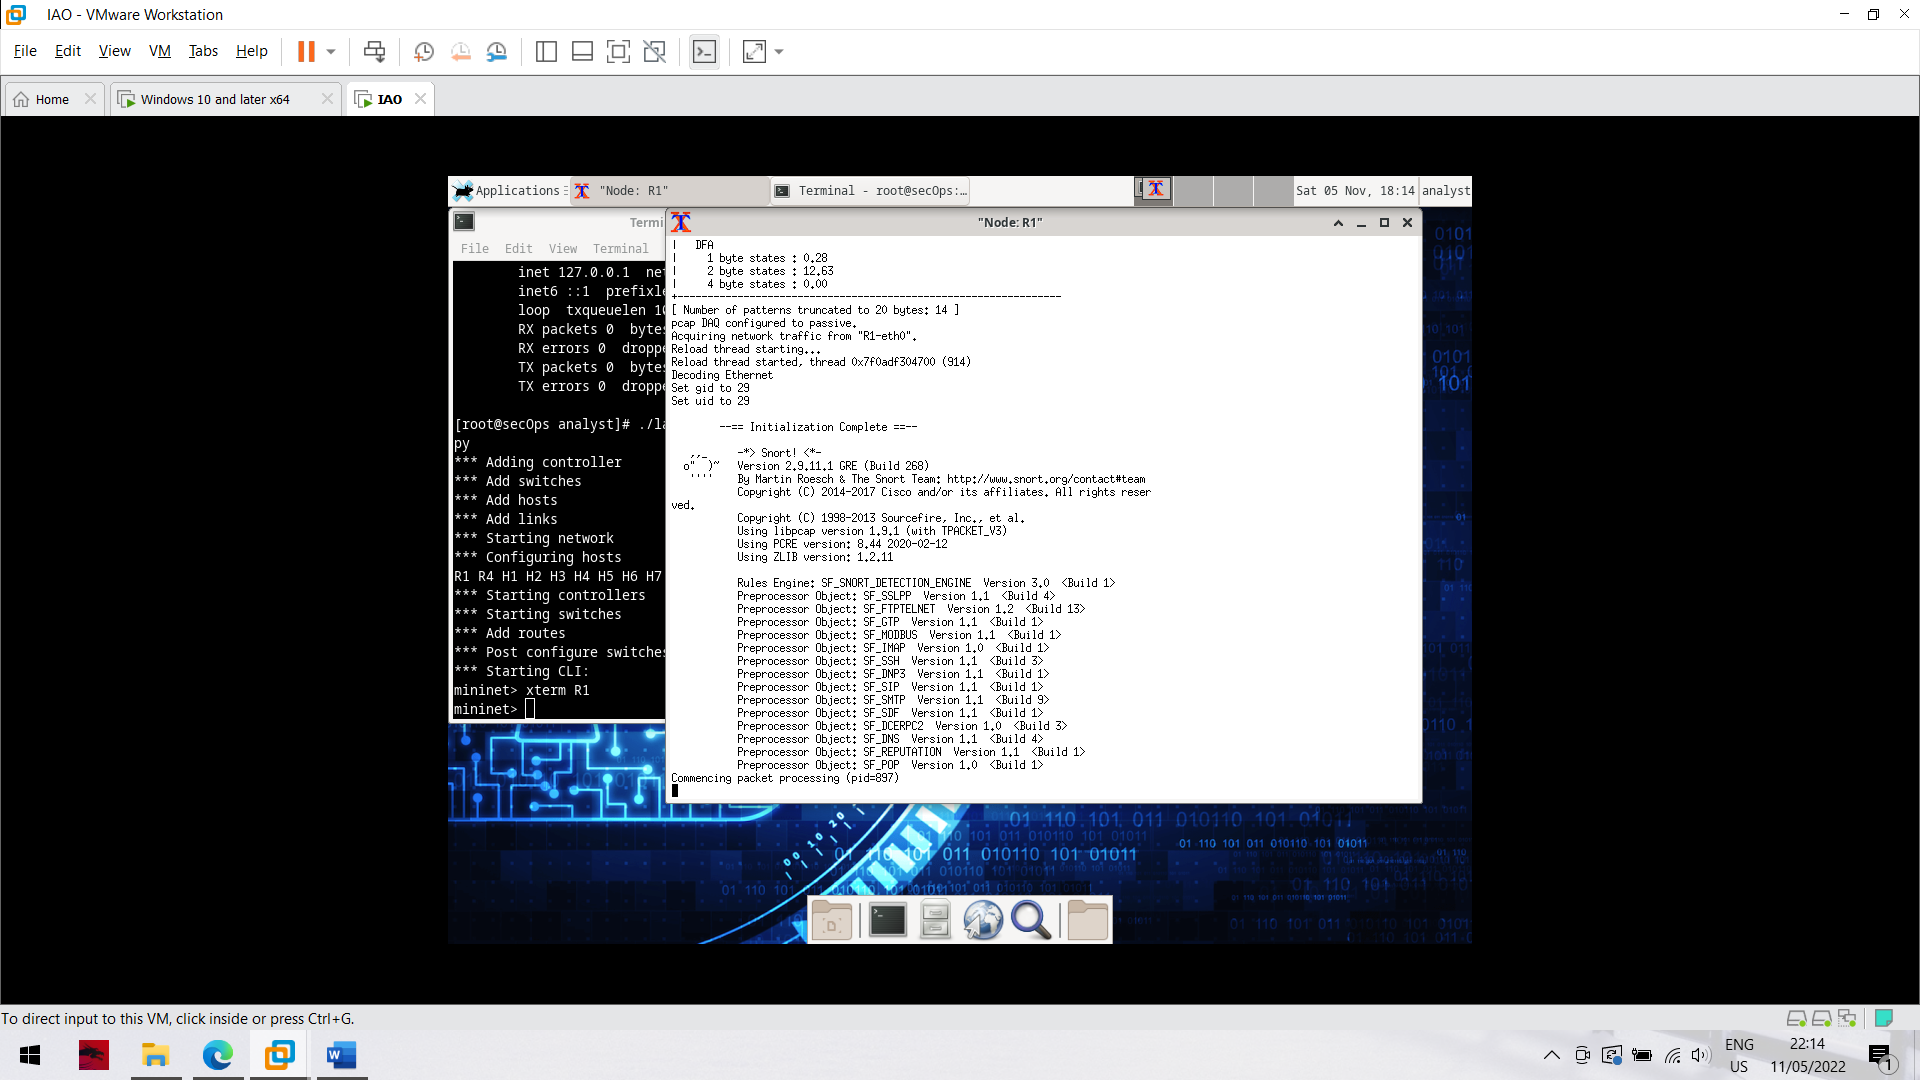 IAO - VMware Workstation
File Edit View VM Tabs Help
Home
Windows 10 and later x64
IAO
Applications
"Node: R1"
Terminal - root@secOps:...
Sat 05 Nov, 18:14
analyst
Termi
File Edit View Terminal
inet 127.0.0.1 net
inet6 ::1 prefixle
loop txqueuelen 10
RX packets 0 bytes
RX errors 0 droppe
TX packets 0 bytes
TX errors 0 droppe
[root@secOps analyst]# ./la
py
*** Adding controller
*** Add switches
*** Add hosts
*** Add links
*** Starting network
*** Configuring hosts
R1 R4 H1 H2 H3 H4 H5 H6 H7
*** Starting controllers
*** Starting switches
*** Add routes
*** Post configure switches
*** Starting CLI:
mininet> xterm R1
mininet>
"Node: R1"
| DFA
| 1 byte states : 0.28
| 2 byte states : 12.63
| 4 byte states : 0.00
+----------------------------------------------------------------
[ Number of patterns truncated to 20 bytes: 14 ]
pcap DAQ configured to passive.
Acquiring network traffic from "R1-eth0".
Reload thread starting...
Reload thread started, thread 0x7f0adf304700 (914)
Decoding Ethernet
Set gid to 29
Set uid to 29
--== Initialization Complete ==--
,,_ -*> Snort! <*-
o" )~ Version 2.9.11.1 GRE (Build 268)
'''' By Martin Roesch & The Snort Team: http://www.snort.org/contact#team
Copyright (C) 2014-2017 Cisco and/or its affiliates. All rights reser
ved.
Copyright (C) 1998-2013 Sourcefire, Inc., et al.
Using libpcap version 1.9.1 (with TPACKET_V3)
Using PCRE version: 8.44 2020-02-12
Using ZLIB version: 1.2.11
Rules Engine: SF_SNORT_DETECTION_ENGINE Version 3.0 <Build 1>
Preprocessor Object: SF_SSLPP Version 1.1 <Build 4>
Preprocessor Object: SF_FTPTELNET Version 1.2 <Build 13>
Preprocessor Object: SF_GTP Version 1.1 <Build 1>
Preprocessor Object: SF_MODBUS Version 1.1 <Build 1>
Preprocessor Object: SF_IMAP Version 1.0 <Build 1>
Preprocessor Object: SF_SSH Version 1.1 <Build 3>
Preprocessor Object: SF_DNP3 Version 1.1 <Build 1>
Preprocessor Object: SF_SIP Version 1.1 <Build 1>
Preprocessor Object: SF_SMTP Version 1.1 <Build 9>
Preprocessor Object: SF_SDF Version 1.1 <Build 1>
Preprocessor Object: SF_DCERPC2 Version 1.0 <Build 3>
Preprocessor Object: SF_DNS Version 1.1 <Build 4>
Preprocessor Object: SF_REPUTATION Version 1.1 <Build 1>
Preprocessor Object: SF_POP Version 1.0 <Build 1>
Commencing packet processing (pid=897)
To direct input to this VM, click inside or press Ctrl+G.
ENG
US
22:14
11/05/2022
1